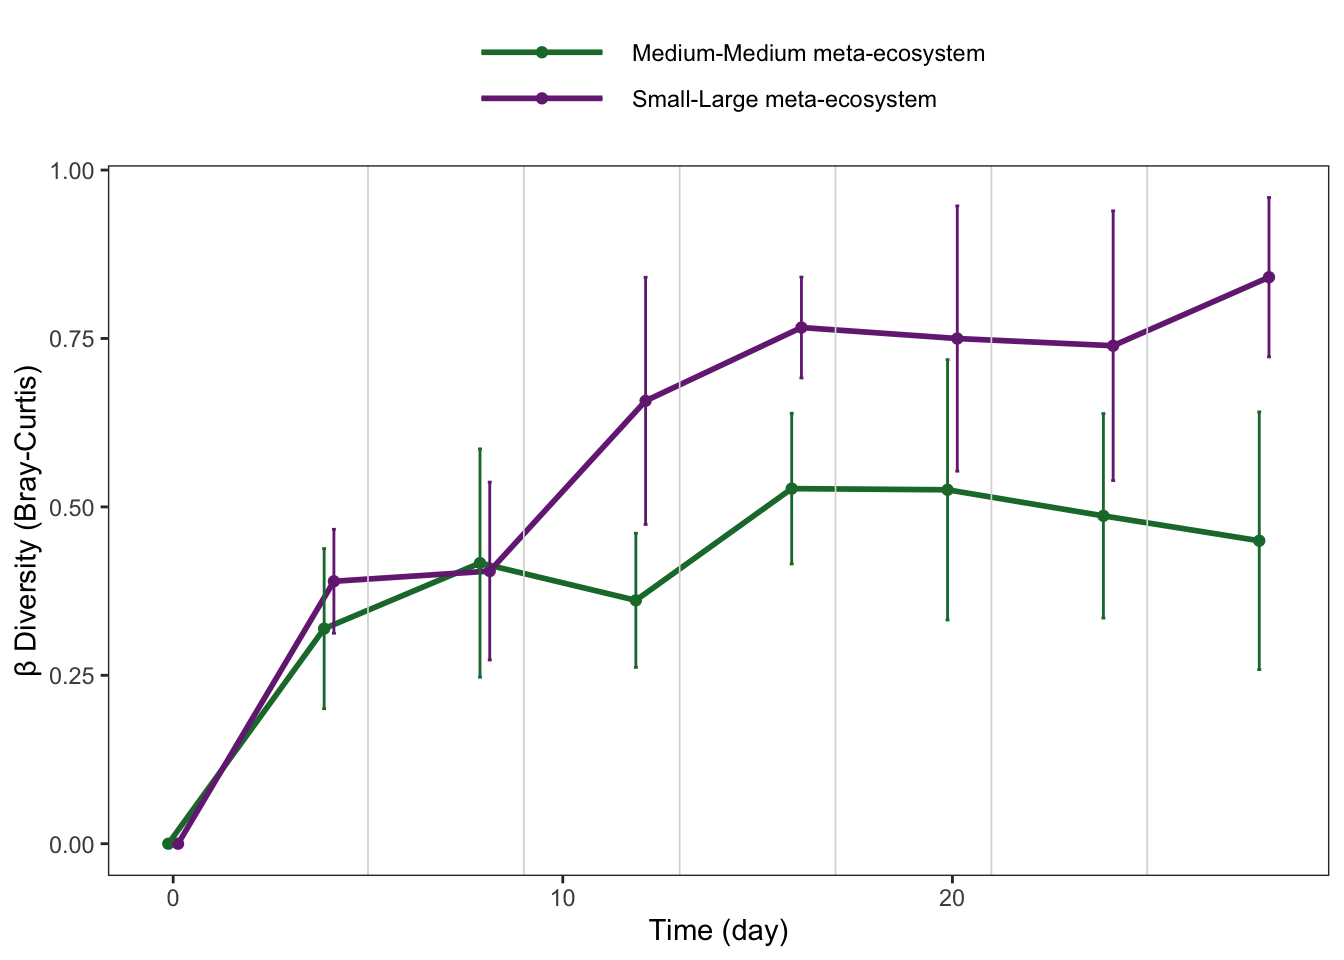 Medium-Medium meta-ecosystem
Small-Large meta-ecosystem
1.00
0.75
0.50
0.25
0.00
β Diversity (Bray-Curtis)
0 10 20
Time (day)